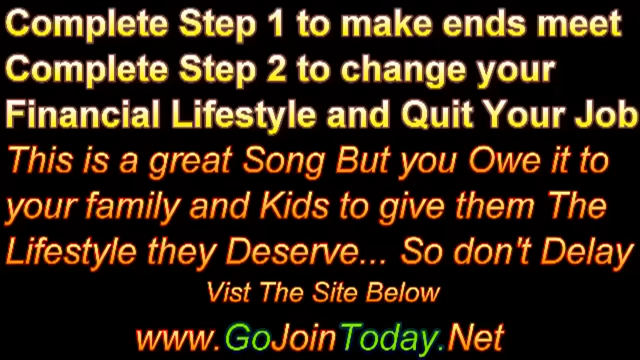 Complete Step 1 to make ends meet
Complete Step 2 to change your
Financial Lifestyle and Quit Your Job
This is a great Song But you Owe it to
your family and Kids to give them The
Lifestyle they Deserve... So don't Delay
Vist The Site Below
www.GoJoinToday.Net